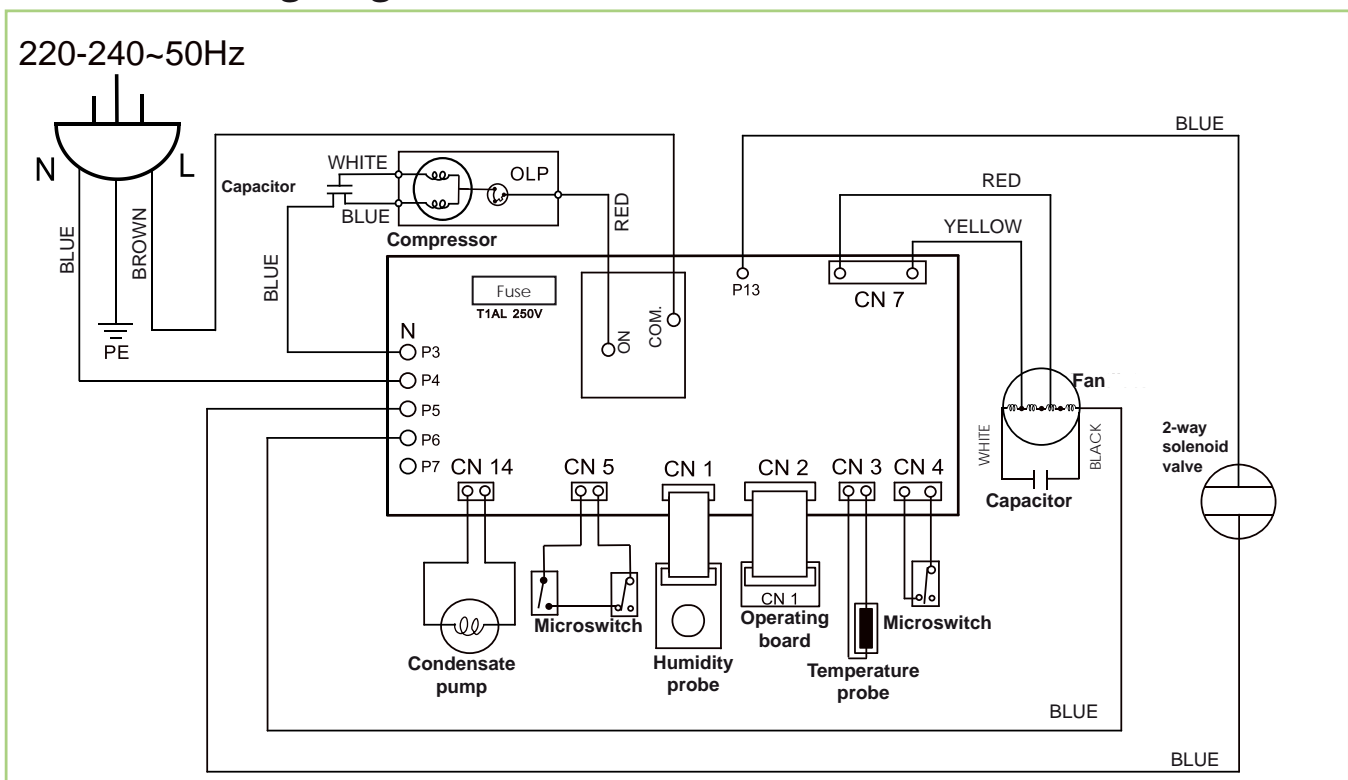 220-240~50Hz
N
L
BLUE
BROWN
PE
Capacitor
WHITE
BLUE
OLP
Compressor
RED
BLUE
BLUE
RED
YELLOW
Fuse
T1AL 250V
ON
COM.
P13
CN 7
N
P3
P4
P5
P6
P7
CN 14
CN 5
CN 1
CN 2
CN 3
CN 4
Fan
WHITE
BLACK
Capacitor
2-way
solenoid
valve
Condensate
pump
Microswitch
Humidity
probe
CN 1
Operating
board
Temperature
probe
Microswitch
BLUE
BLUE